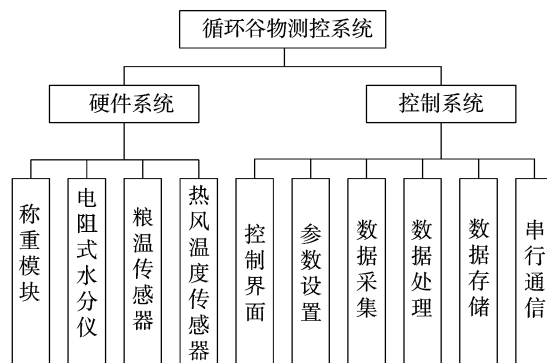 循环谷物测控系统
硬件系统
控制系统
称重模块
电阻式水分仪
粮温传感器
热风温度传感器
控制界面
参数设置
数据采集
数据处理
数据存储
串行通信